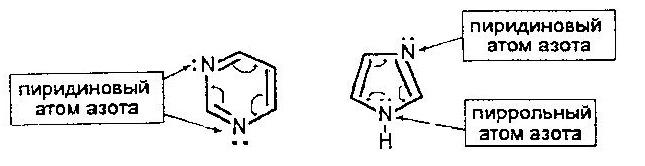 пиридиновый
атом азота
:N
N
N
пиридиновый
атом азота
N
H
пиррольный
атом азота